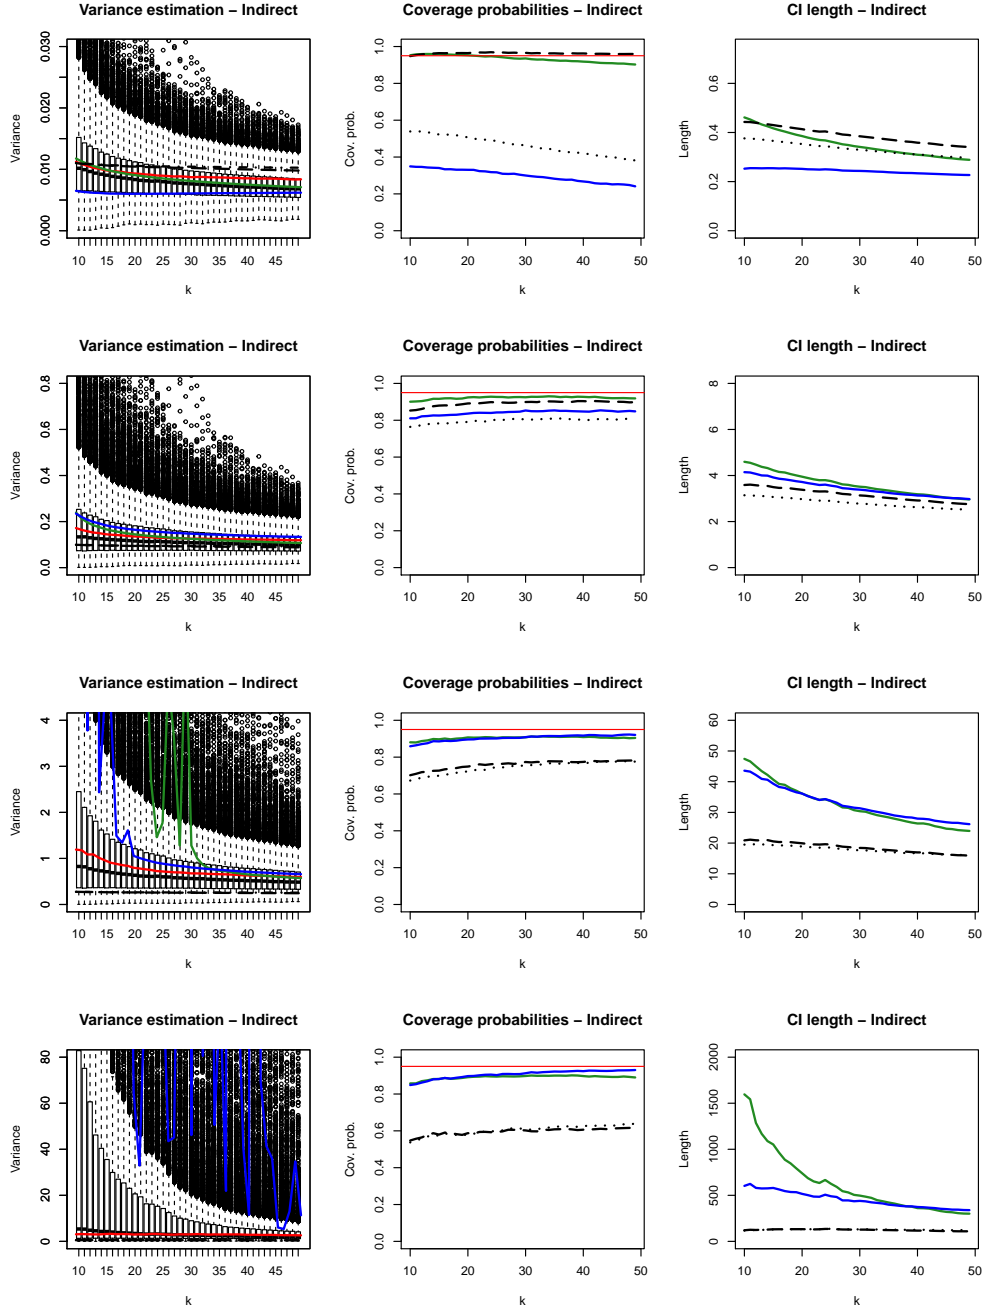 Variance estimation – Indirect
Coverage probabilities – Indirect
CI length – Indirect
Variance
0.000 0.010 0.020 0.030
10 15 20 25 30 35 40 45
k
Cov. prob.
0.0 0.2 0.4 0.6 0.8 1.0
10 20 30 40 50
k
Length
0.0 0.2 0.4 0.6
10 20 30 40 50
k
Variance estimation – Indirect
Coverage probabilities – Indirect
CI length – Indirect
Variance
0.0 0.2 0.4 0.6 0.8
10 15 20 25 30 35 40 45
k
Cov. prob.
0.0 0.2 0.4 0.6 0.8 1.0
10 20 30 40 50
k
Length
0 2 4 6 8
10 20 30 40 50
k
Variance estimation – Indirect
Coverage probabilities – Indirect
CI length – Indirect
Variance
0 1 2 3 4
10 15 20 25 30 35 40 45
k
Cov. prob.
0.0 0.2 0.4 0.6 0.8 1.0
10 20 30 40 50
k
Length
0 10 20 30 40 50 60
10 20 30 40 50
k
Variance estimation – Indirect
Coverage probabilities – Indirect
CI length – Indirect
Variance
0 20 40 60 80
10 15 20 25 30 35 40 45
k
Cov. prob.
0.0 0.2 0.4 0.6 0.8 1.0
10 20 30 40 50
k
Length
0 500 1000 1500 2000
10 20 30 40 50
k